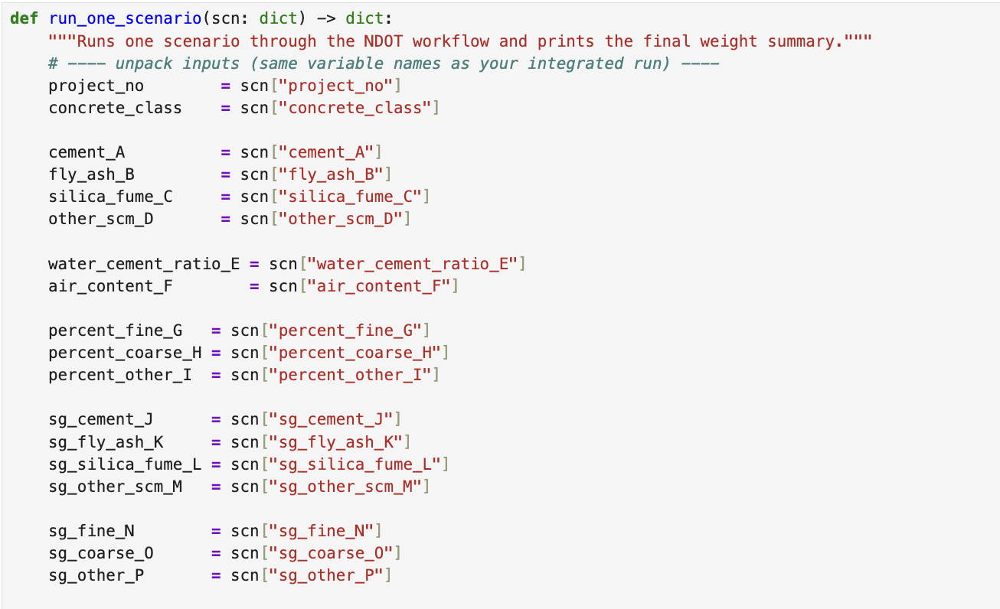 def run_one_scenario(scn: dict) -> dict:
    """Runs one scenario through the NDOT workflow and prints the final weight summary."""
    # ---- unpack inputs (same variable names as your integrated run) ----
    project_no        = scn["project_no"]
    concrete_class    = scn["concrete_class"]

    cement_A          = scn["cement_A"]
    fly_ash_B         = scn["fly_ash_B"]
    silica_fume_C     = scn["silica_fume_C"]
    other_scm_D       = scn["other_scm_D"]

    water_cement_ratio_E = scn["water_cement_ratio_E"]
    air_content_F        = scn["air_content_F"]

    percent_fine_G   = scn["percent_fine_G"]
    percent_coarse_H = scn["percent_coarse_H"]
    percent_other_I  = scn["percent_other_I"]

    sg_cement_J      = scn["sg_cement_J"]
    sg_fly_ash_K     = scn["sg_fly_ash_K"]
    sg_silica_fume_L = scn["sg_silica_fume_L"]
    sg_other_scm_M   = scn["sg_other_scm_M"]

    sg_fine_N        = scn["sg_fine_N"]
    sg_coarse_O      = scn["sg_coarse_O"]
    sg_other_P       = scn["sg_other_P"]